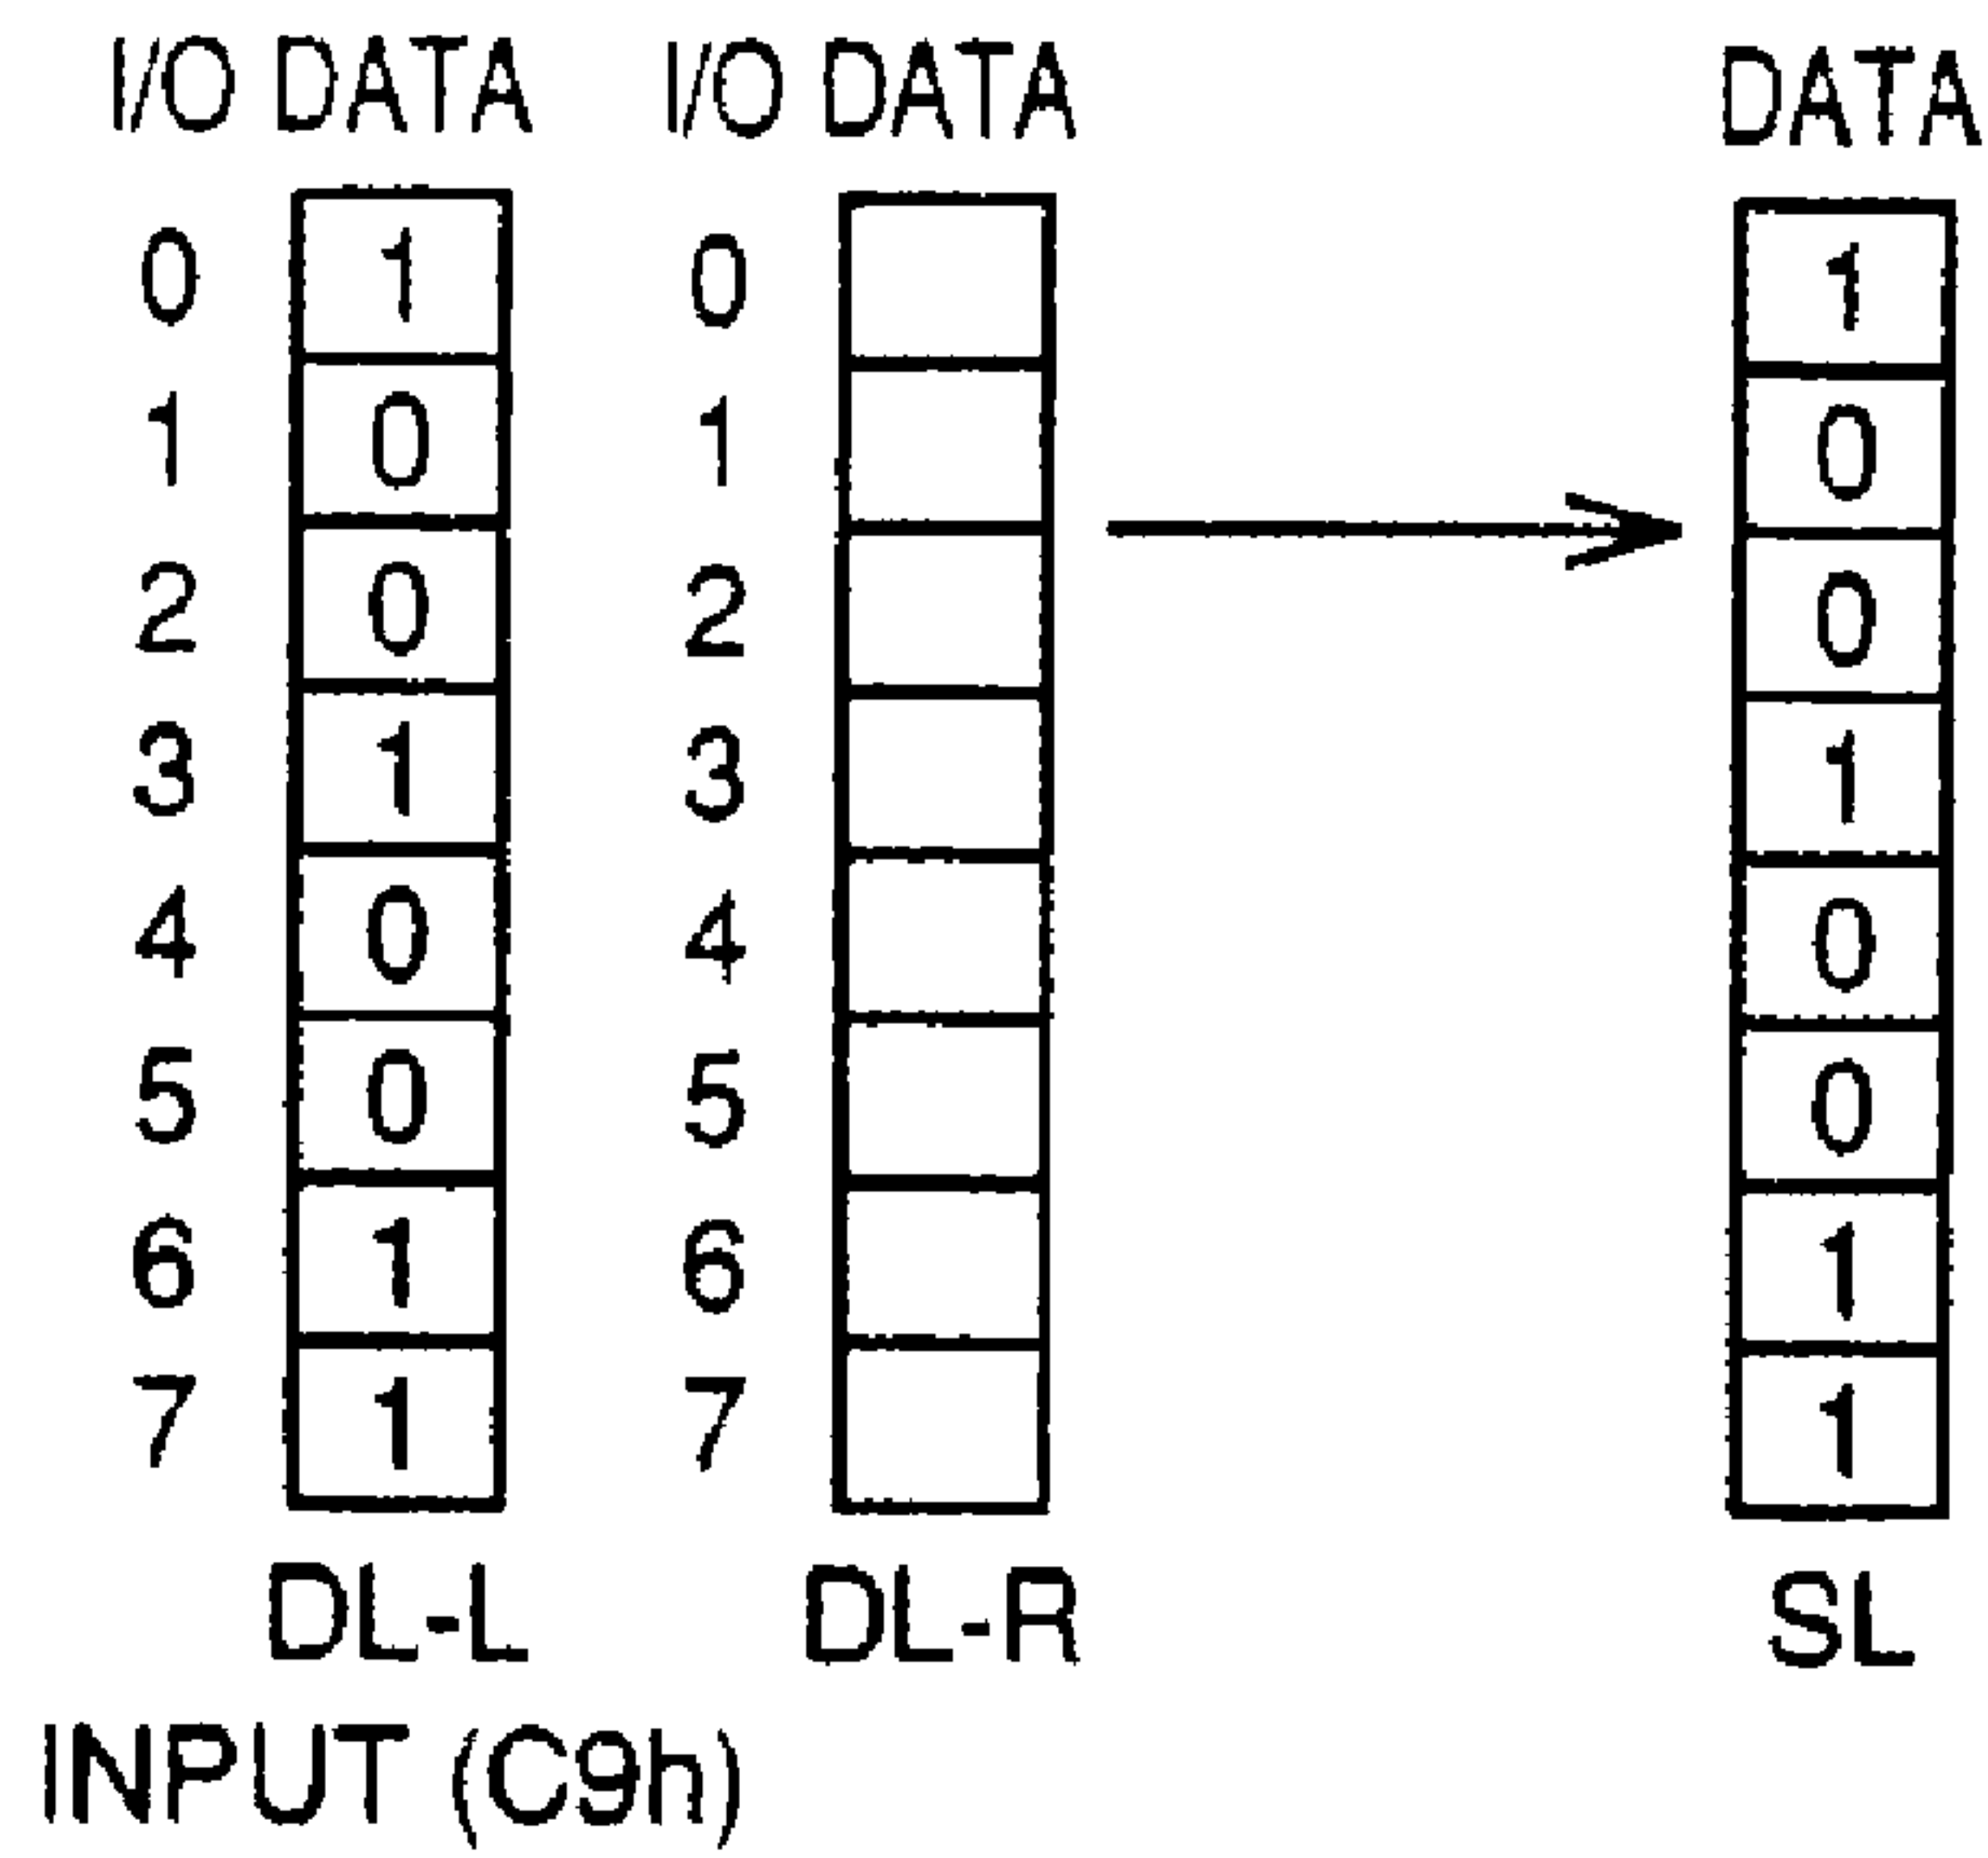 I/O DATA I/O DATA DATA
0 1 0 1
1 0 1 0
2 0 2 0
3 1 3 1
4 0 4 0
5 0 5 0
6 1 6 1
7 1 7 1
DL-L DL-R SL
INPUT (C9h)